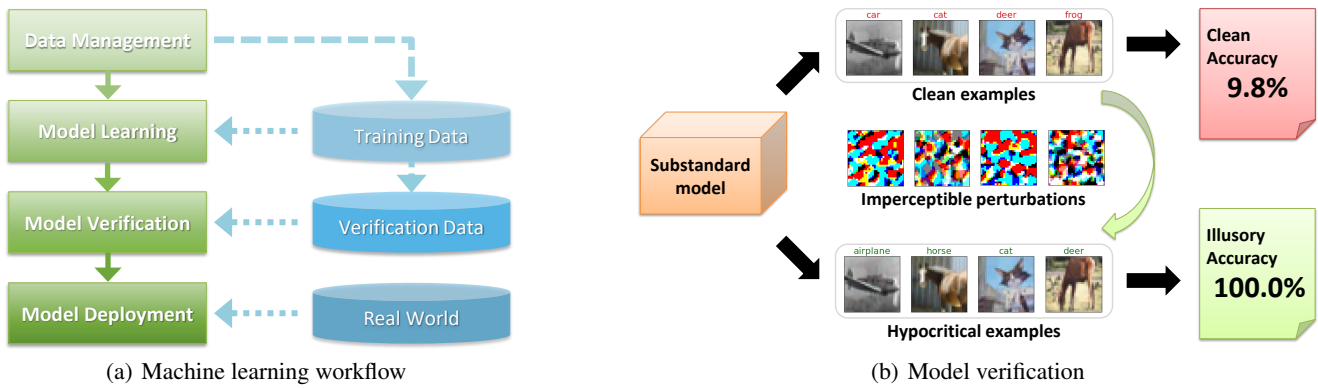 Data Management
Model Learning
Model Verification
Model Deployment
Training Data
Verification Data
Real World
(a) Machine learning workflow
Substandard
model
car cat deer frog
Clean examples
Imperceptible perturbations
airplane horse cat deer
Hypocritical examples
Clean
Accuracy
9.8%
Illusory
Accuracy
100.0%
(b) Model verification